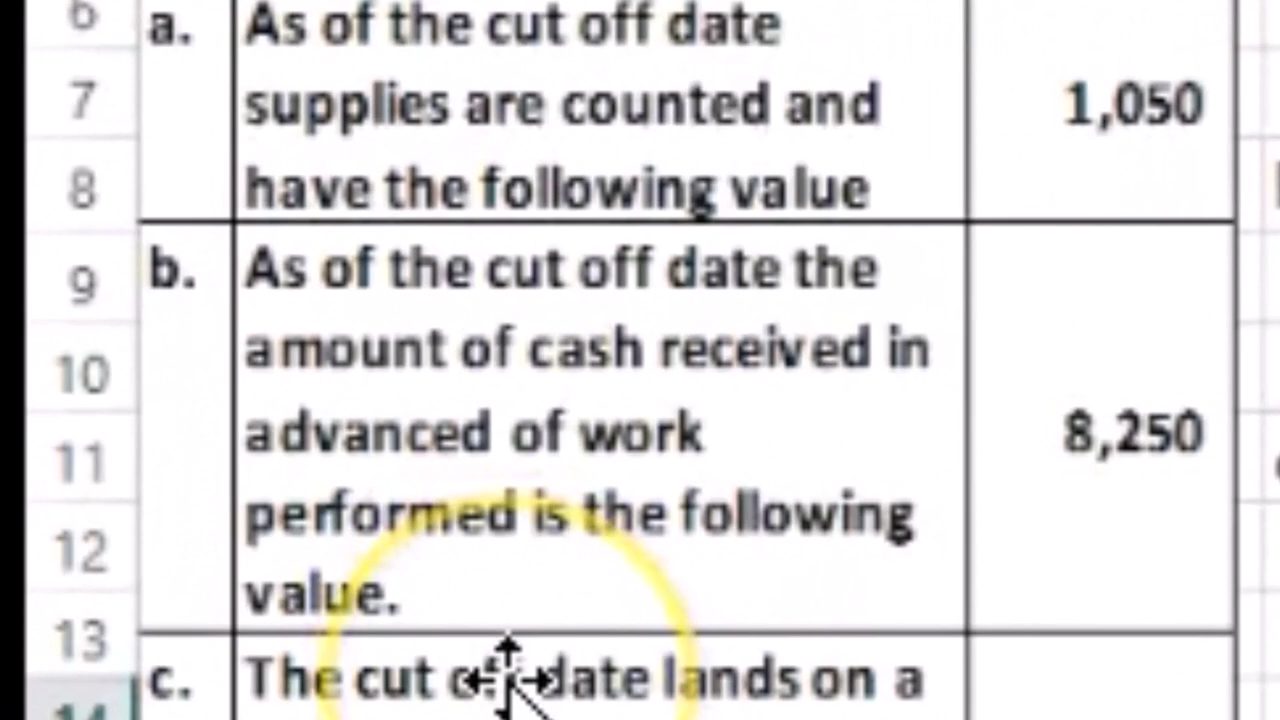 6
a. As of the cut off date
7 supplies are counted and 1,050
8 have the following value
9 b. As of the cut off date the
10 amount of cash received in
11 advanced of work 8,250
12 performed is the following
value.
13
c. The cut off date lands on a
14